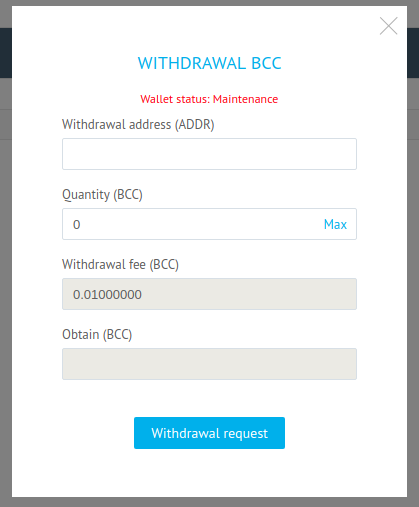 WITHDRAWAL BCC
Wallet status: Maintenance
Withdrawal address (ADDR)
Quantity (BCC)
0 Max
Withdrawal fee (BCC)
0.01000000
Obtain (BCC)
Withdrawal request